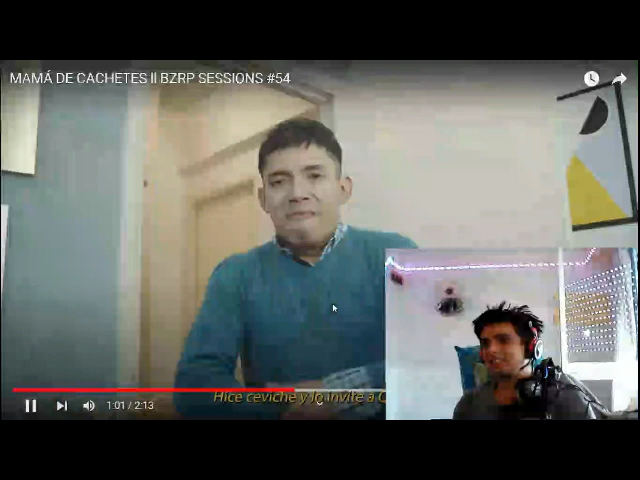 MAMÁ DE CACHETES ll BZRP SESSIONS #54
Hice ceviche y lo invite a
1:01 / 2:13